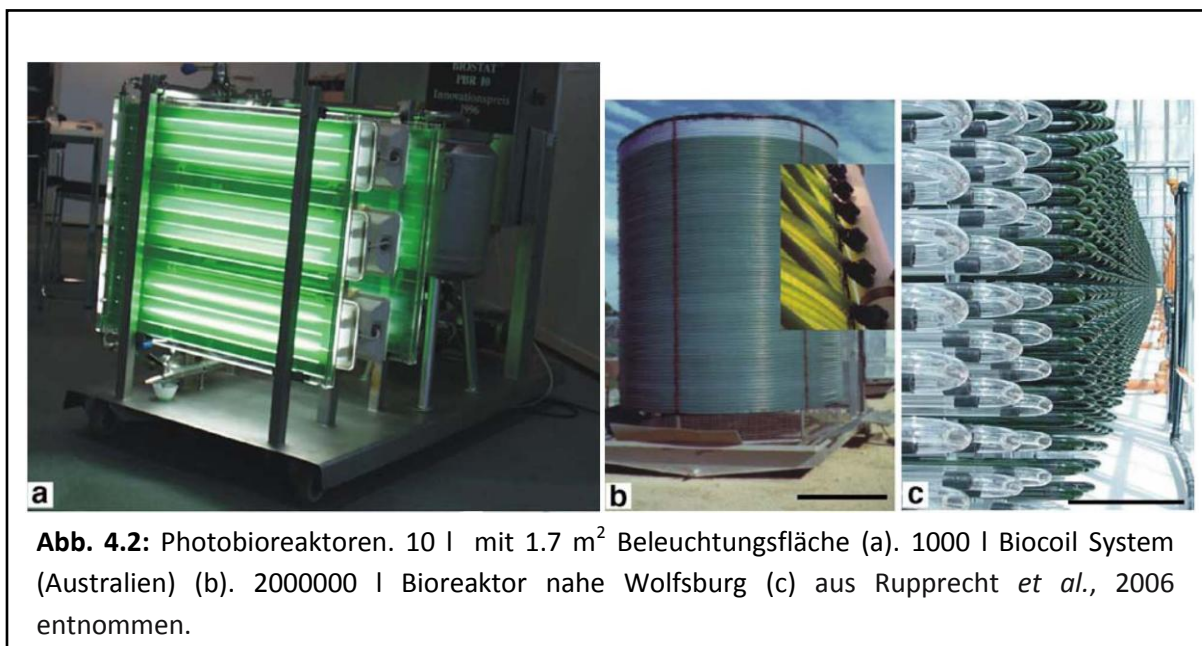 BIOSTAT
PBR 10
Innovationspreis
1996
a
b
c
Abb. 4.2: Photobioreaktoren. 10 l mit 1.7 m² Beleuchtungsfläche (a). 1000 l Biocoil System
(Australien) (b). 2000000 l Bioreaktor nahe Wolfsburg (c) aus Rupprecht et al., 2006
entnommen.